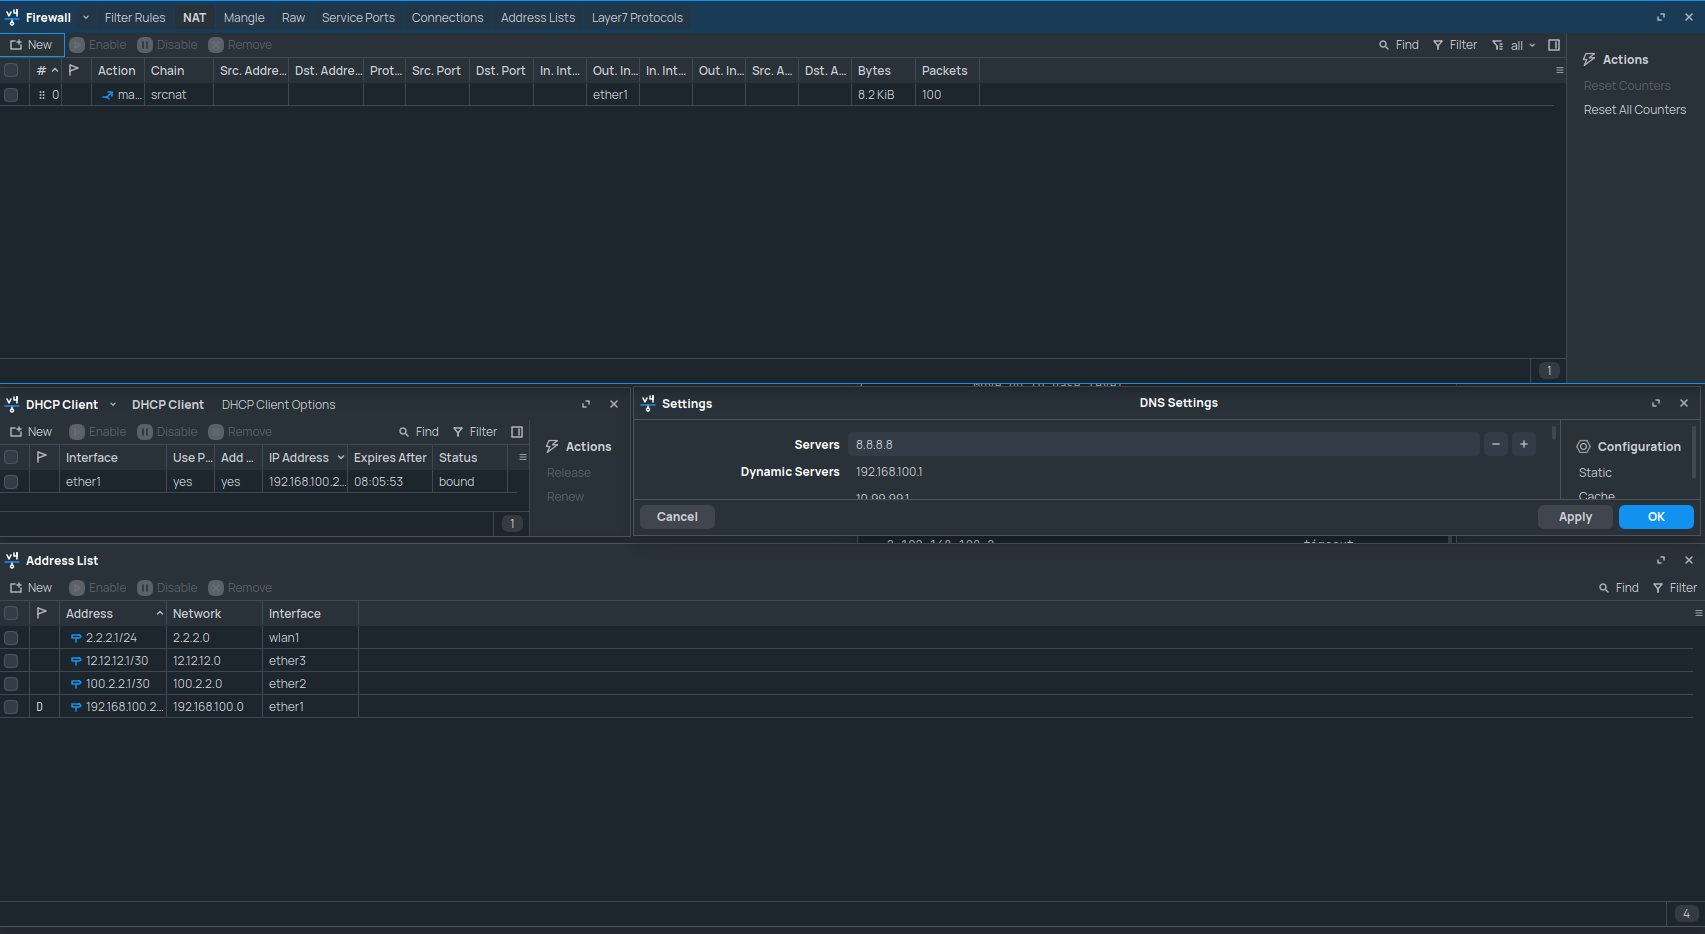 Firewall Filter Rules NAT Mangle Raw Service Ports Connections Address Lists Layer7 Protocols
New Enable Disable Remove Find Filter all
# Action Chain Src. Addre... Dst. Addre... Prot... Src. Port Dst. Port In. Int... Out. In... In. Int... Out. In... Src. A... Dst. A... Bytes Packets
0 ma... srcnat ether1 8.2 KiB 100
Actions
Reset Counters
Reset All Counters
1
DHCP Client DHCP Client DHCP Client Options
New Enable Disable Remove Find Filter
Interface Use P... Add ... IP Address Expires After Status
ether1 yes yes 192.168.100.2... 08:05:53 bound
1
Actions
Release
Renew
Settings DNS Settings
Servers 8.8.8.8
Dynamic Servers 192.168.100.1
10.99.99.1
Configuration
Static
Cache
Cancel Apply OK
Address List
New Enable Disable Remove Find Filter
Address Network Interface
2.2.2.1/24 2.2.2.0 wlan1
12.12.12.1/30 12.12.12.0 ether3
100.2.2.1/30 100.2.2.0 ether2
D 192.168.100.2... 192.168.100.0 ether1
4